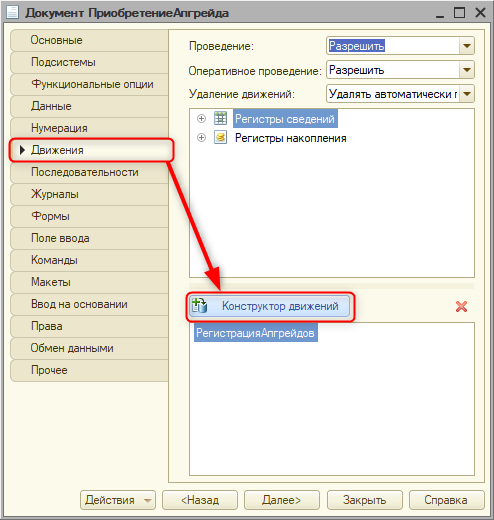 Документ ПриобретениеАпгрейда
Основные
Подсистемы
Функциональные опции
Данные
Нумерация
Движения
Последовательности
Журналы
Формы
Поле ввода
Команды
Макеты
Ввод на основании
Права
Обмен данными
Прочее
Проведение:
Разрешить
Оперативное проведение:
Разрешить
Удаление движений:
Удалять автоматически г
Регистры сведений
Регистры накопления
Конструктор движений
РегистрацияАпгрейдов
Действия
<Назад
Далее>
Закрыть
Справка